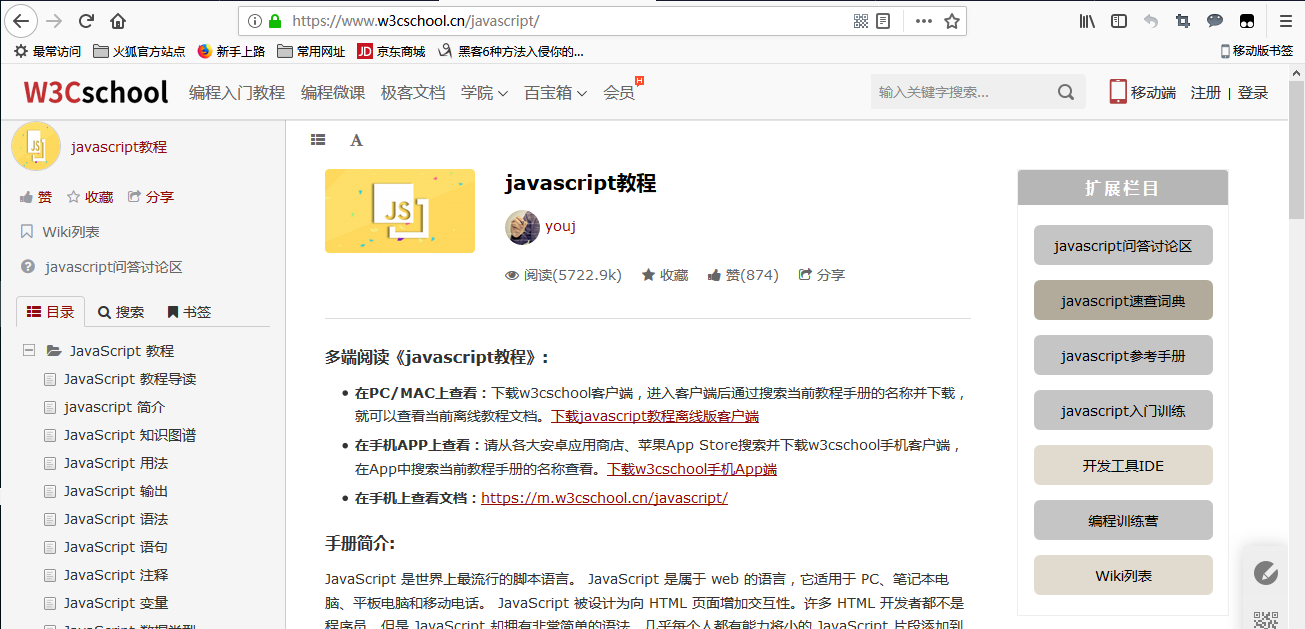 https://www.w3cschool.cn/javascript/
最常访问 火狐官方站点 新手上路 常用网址 JD 京东商城 黑客6种方法入侵你的... 移动版书签
W3Cschool 编程入门教程 编程微课 极客文档 学院 百宝箱 会员 H 输入关键字搜索... 移动端 注册 | 登录
JS javascript教程
赞 收藏 分享
Wiki列表
javascript问答讨论区
目录 搜索 书签
JavaScript 教程
JavaScript 教程导读
javascript 简介
JavaScript 知识图谱
JavaScript 用法
JavaScript 输出
JavaScript 语法
JavaScript 语句
JavaScript 注释
JavaScript 变量
JavaScript 数据类型
A
JS
javascript教程
youj
阅读(5722.9k) 收藏 赞(874) 分享
多端阅读《javascript教程》:
• 在PC/MAC上查看：下载w3cschool客户端，进入客户端后通过搜索当前教程手册的名称并下载，
就可以查看当前离线教程文档。下载javascript教程离线版客户端
• 在手机APP上查看：请从各大安卓应用商店、苹果App Store搜索并下载w3cschool手机客户端，
在App中搜索当前教程手册的名称查看。下载w3cschool手机App端
• 在手机上查看文档：https://m.w3cschool.cn/javascript/
手册简介:
JavaScript 是世界上最流行的脚本语言。 JavaScript 是属于 web 的语言，它适用于 PC、笔记本电
脑、平板电脑和移动电话。 JavaScript 被设计为向 HTML 页面增加交互性。许多 HTML 开发者都不是
程序员，但是 JavaScript 却拥有非常简单的语法。几乎每个人都有能力将小的 JavaScript 片段添加到
扩展栏目
javascript问答讨论区
javascript速查词典
javascript参考手册
javascript入门训练
开发工具IDE
编程训练营
Wiki列表